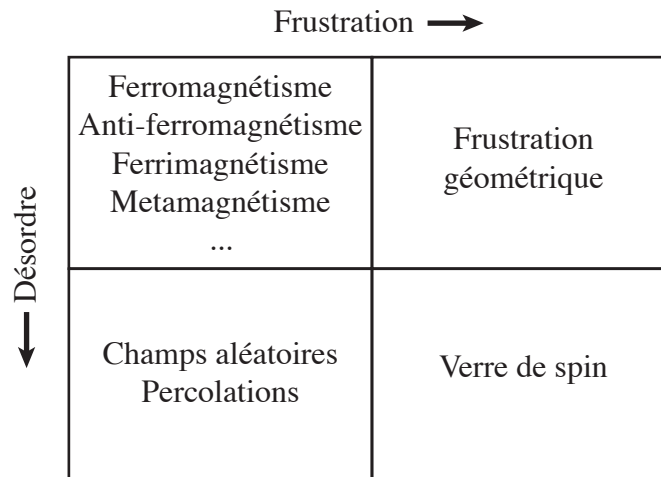 Frustration
Désordre
Ferromagnétisme
Anti-ferromagnétisme
Ferrimagnétisme
Metamagnétisme
...
Frustration
géométrique
Champs aléatoires
Percolations
Verre de spin